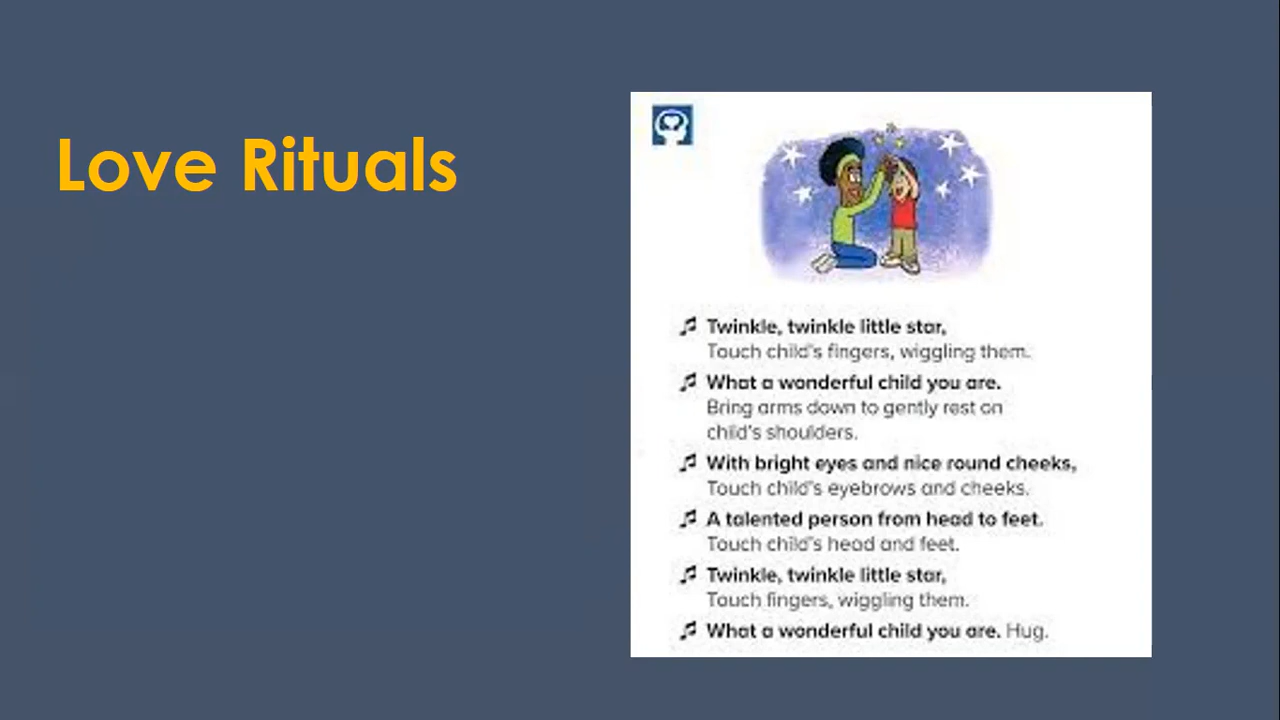 Love Rituals
Twinkle, twinkle little star,
Touch child's fingers, wiggling them.
What a wonderful child you are.
Bring arms down to gently rest on
child's shoulders.
With bright eyes and nice round cheeks,
Touch child's eyebrows and cheeks.
A talented person from head to feet.
Touch child's head and feet.
Twinkle, twinkle little star,
Touch fingers, wiggling them.
What a wonderful child you are. Hug.